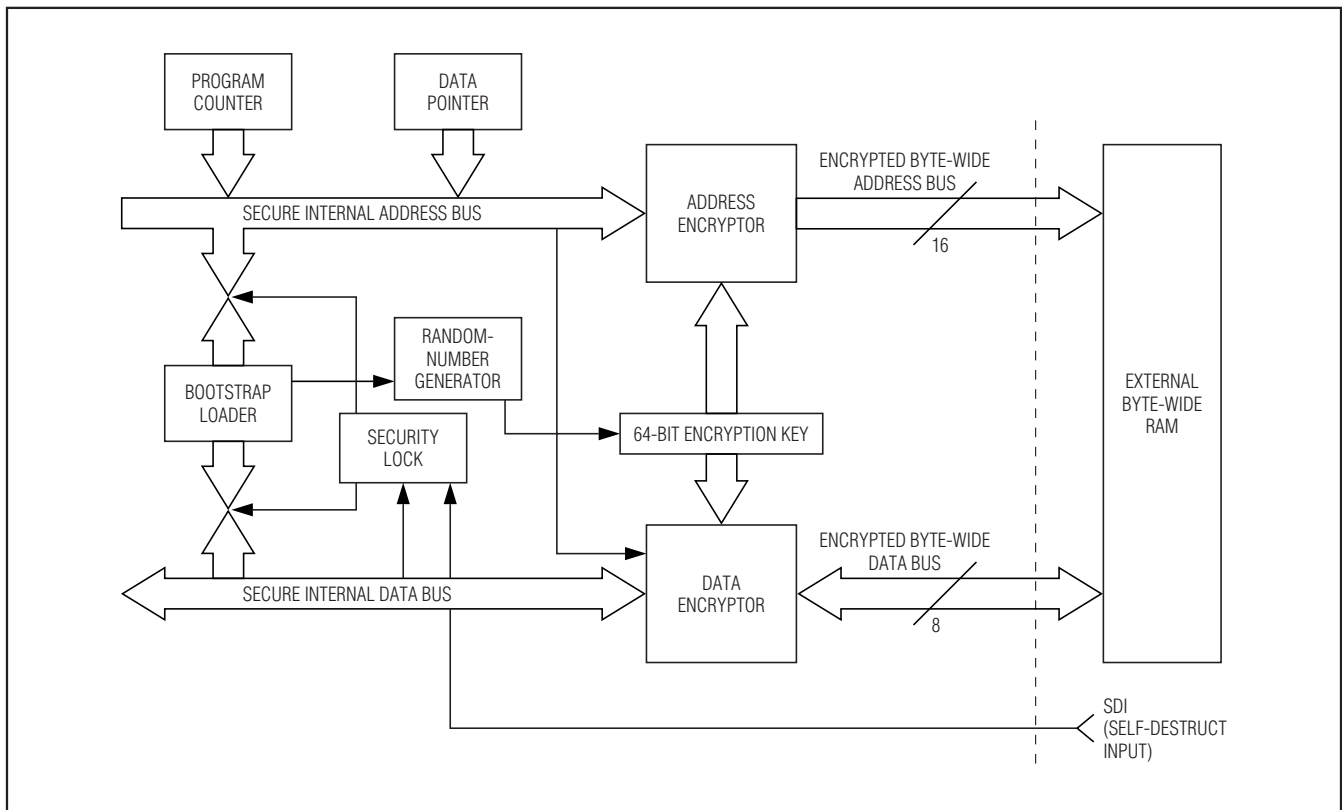 PROGRAM
COUNTER
DATA
POINTER
SECURE INTERNAL ADDRESS BUS
ADDRESS
ENCRYPTOR
ENCRYPTED BYTE-WIDE
ADDRESS BUS
16
RANDOM-
NUMBER
GENERATOR
BOOTSTRAP
LOADER
SECURITY
LOCK
64-BIT ENCRYPTION KEY
EXTERNAL
BYTE-WIDE
RAM
SECURE INTERNAL DATA BUS
DATA
ENCRYPTOR
ENCRYPTED BYTE-WIDE
DATA BUS
8
SDI
(SELF-DESTRUCT
INPUT)